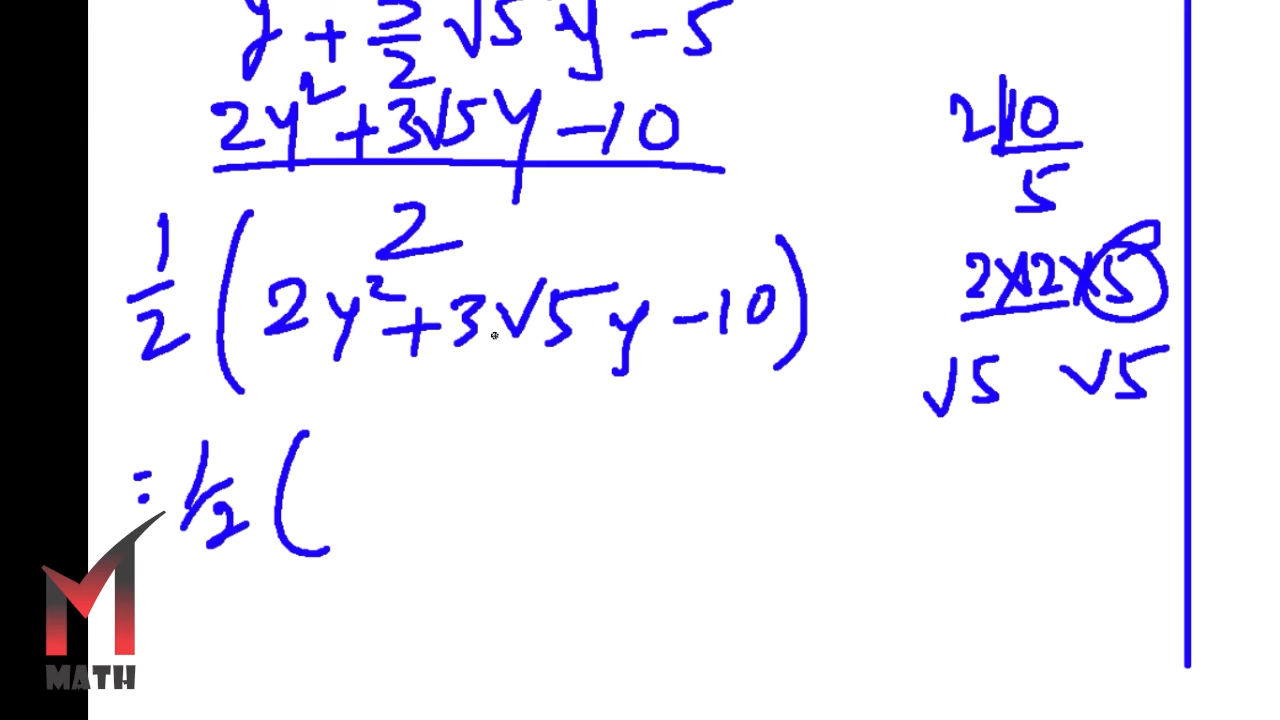 y + 3/2 √5 y - 5
2y² + 3√5y - 10
2
1/2 ( 2y² + 3√5 y - 10 )
= 1/2 (
2 | 10
5
2 × 2 × 5
√5 √5
MATH